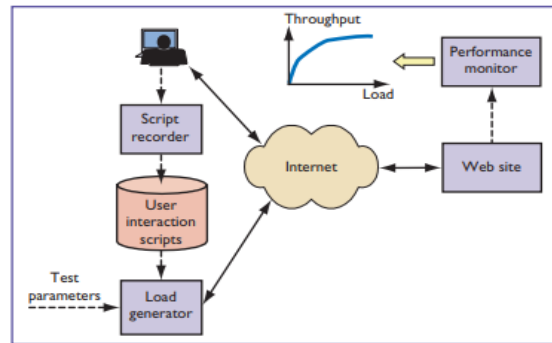 Throughput
Load
Performance
monitor
Script
recorder
Internet
Web site
User
interaction
scripts
Test
parameters
Load
generator